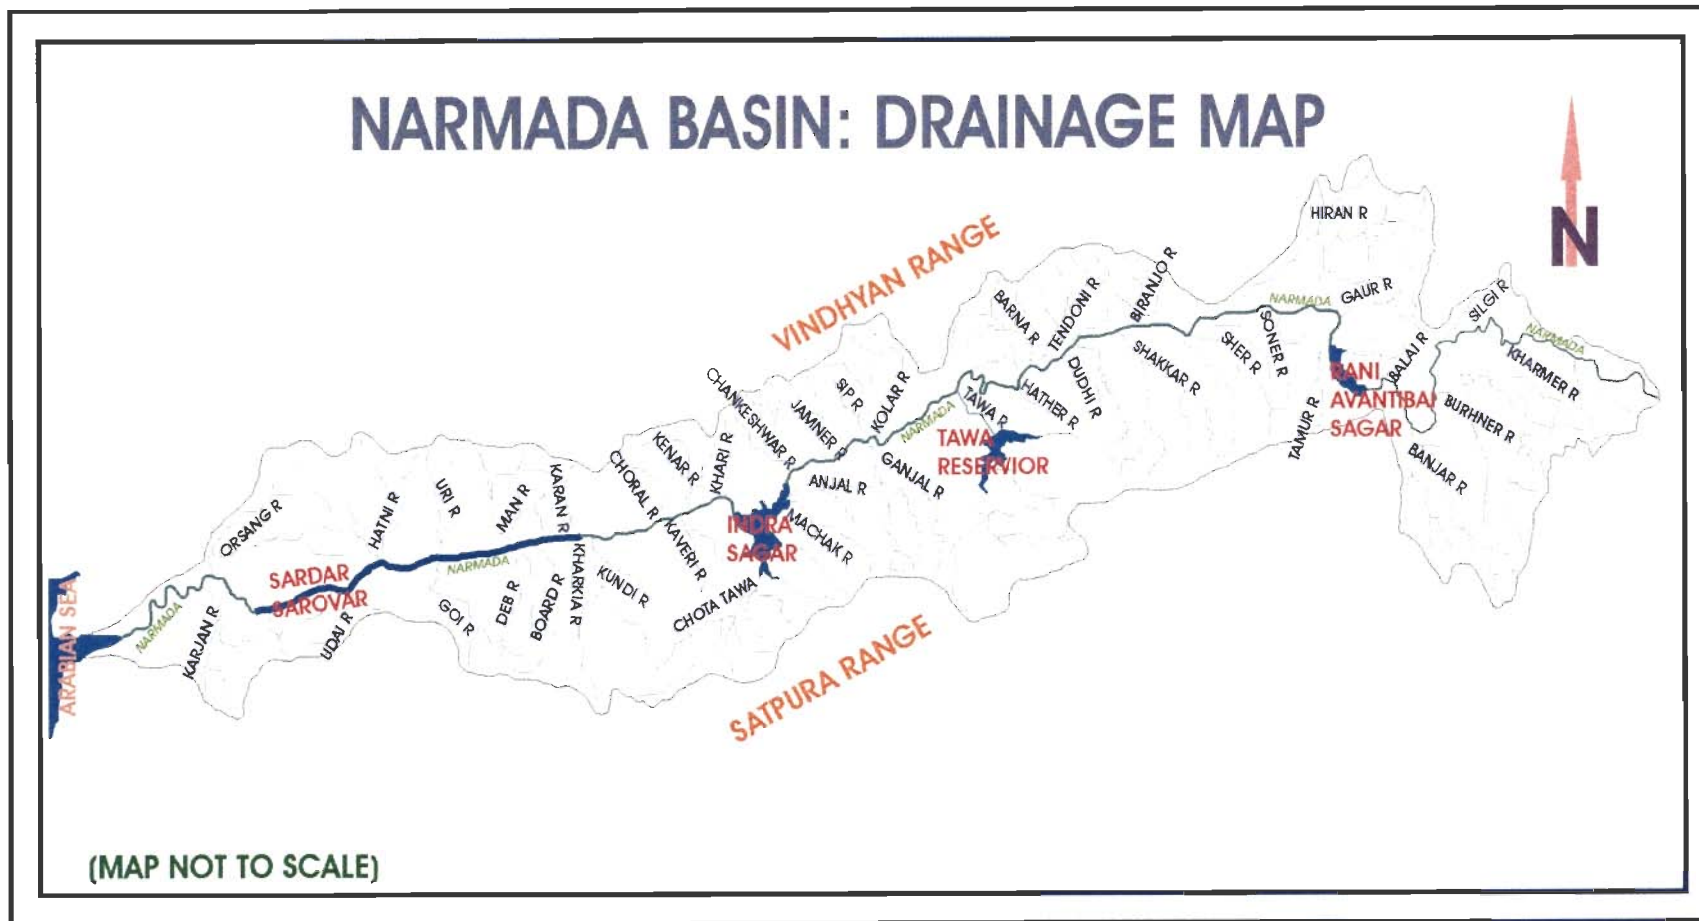 NARMADA BASIN: DRAINAGE MAP
N
HIRAN R
VINDHYAN RANGE
BARNA R
TENDONI R
BIRANJO R
NARMADA
GAUR R
SILGI R
NARMADA
KHARMER R
BALAI R
SONER R
SHER R
SHAKKAR R
DUDHI R
HATHER R
RANI
AVANTIBAI
SAGAR
BURHNER R
BANJAR R
TAMUR R
CHANKESHWAR R
JAMNER R
SIP R
KOLAR R
NARMADA
TAWA R
TAWA
RESERVIOR
GANJAL R
ANJAL R
KHARI R
KENAR R
CHORAL R
KARAN R
MAN R
URI R
HATNI R
ORSANG R
INDRA
SAGAR
MACHAK R
KAVERI R
CHOTA TAWA
KUNDI R
KHARKIA R
BOARD R
DEB R
GOI R
NARMADA
SARDAR
SAROVAR
UDAI R
KARJAN R
NARMADA
ARABIAN SEA
SATPURA RANGE
(MAP NOT TO SCALE)